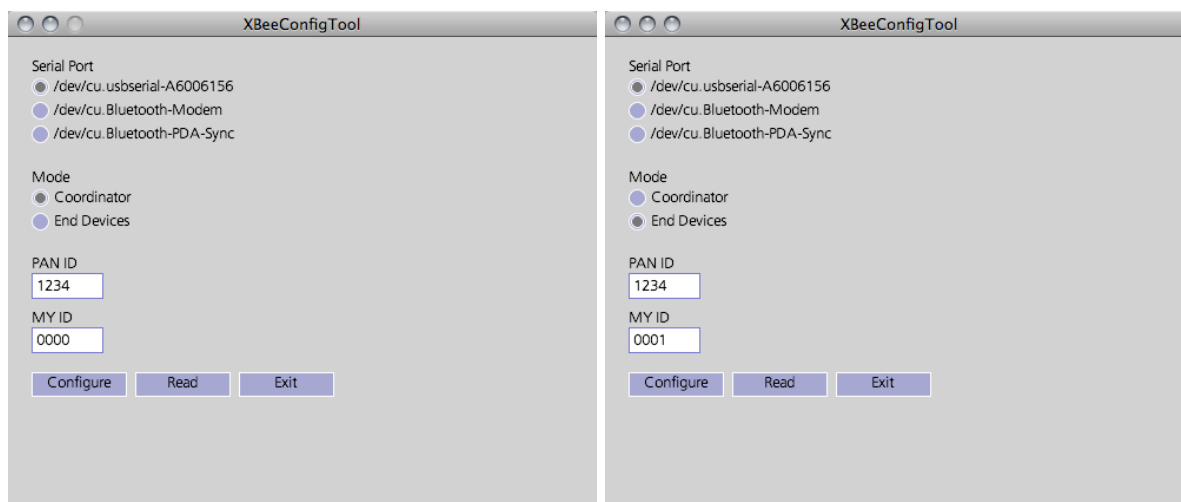 XBeeConfigTool
Serial Port
/dev/cu.usbserial-A6006156
/dev/cu.Bluetooth-Modem
/dev/cu.Bluetooth-PDA-Sync
Mode
Coordinator
End Devices
PAN ID
1234
MY ID
0000
Configure Read Exit
XBeeConfigTool
Serial Port
/dev/cu.usbserial-A6006156
/dev/cu.Bluetooth-Modem
/dev/cu.Bluetooth-PDA-Sync
Mode
Coordinator
End Devices
PAN ID
1234
MY ID
0001
Configure Read Exit